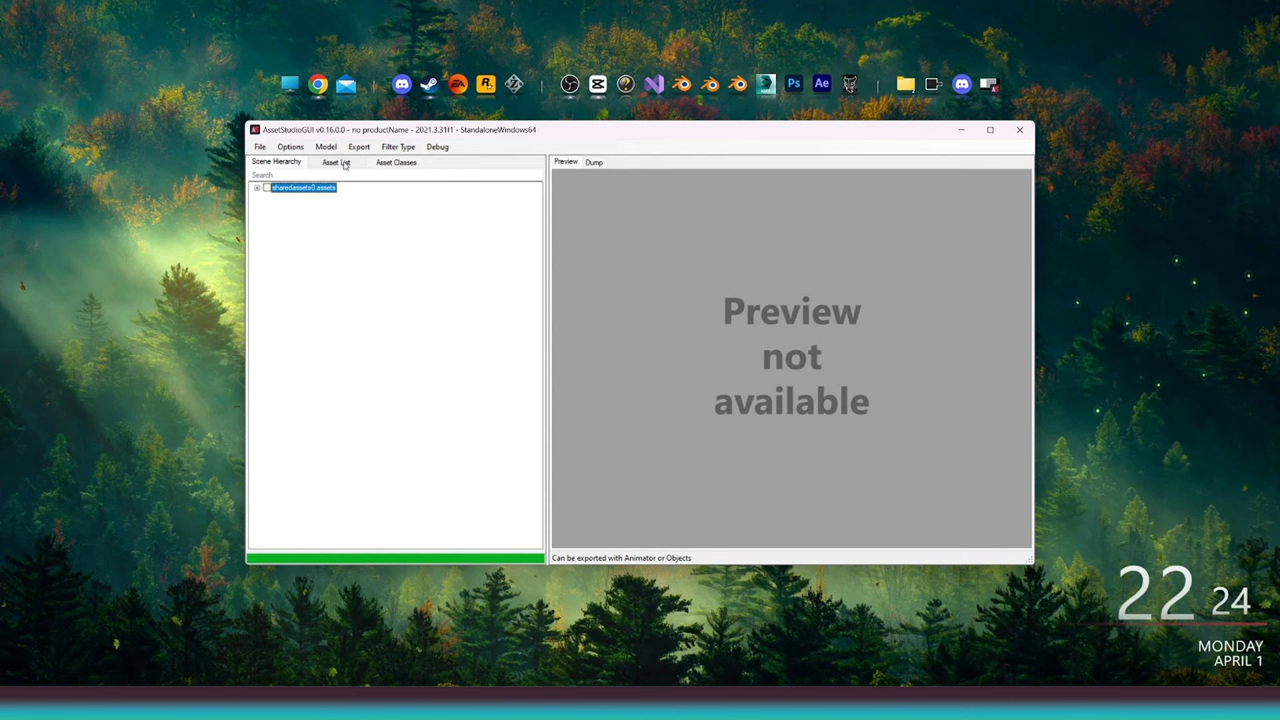 Ps
Ae
AssetStudioGUI v0.16.0.0 - no productName - 2021.3.31f1 - StandaloneWindows64
File Options Model Export Filter Type Debug
Scene Hierarchy Asset List Asset Classes
Preview Dump
Search
sharedassets0.assets
Preview
not
available
Can be exported with Animator or Objects
22 24
MONDAY
APRIL 1